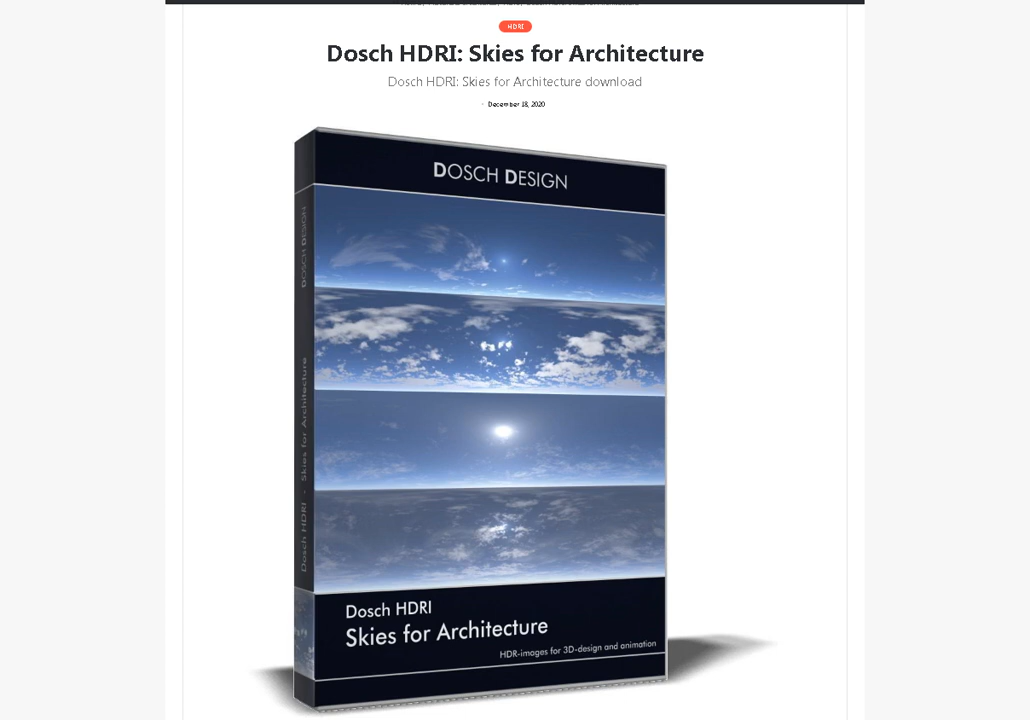 HDRI
Dosch HDRI: Skies for Architecture
Dosch HDRI: Skies for Architecture download
December 18, 2020
DOSCH DESIGN
DOSCH DESIGN
Dosch HDRI - Skies for Architecture
Dosch HDRI
Skies for Architecture
HDR-images for 3D-design and animation